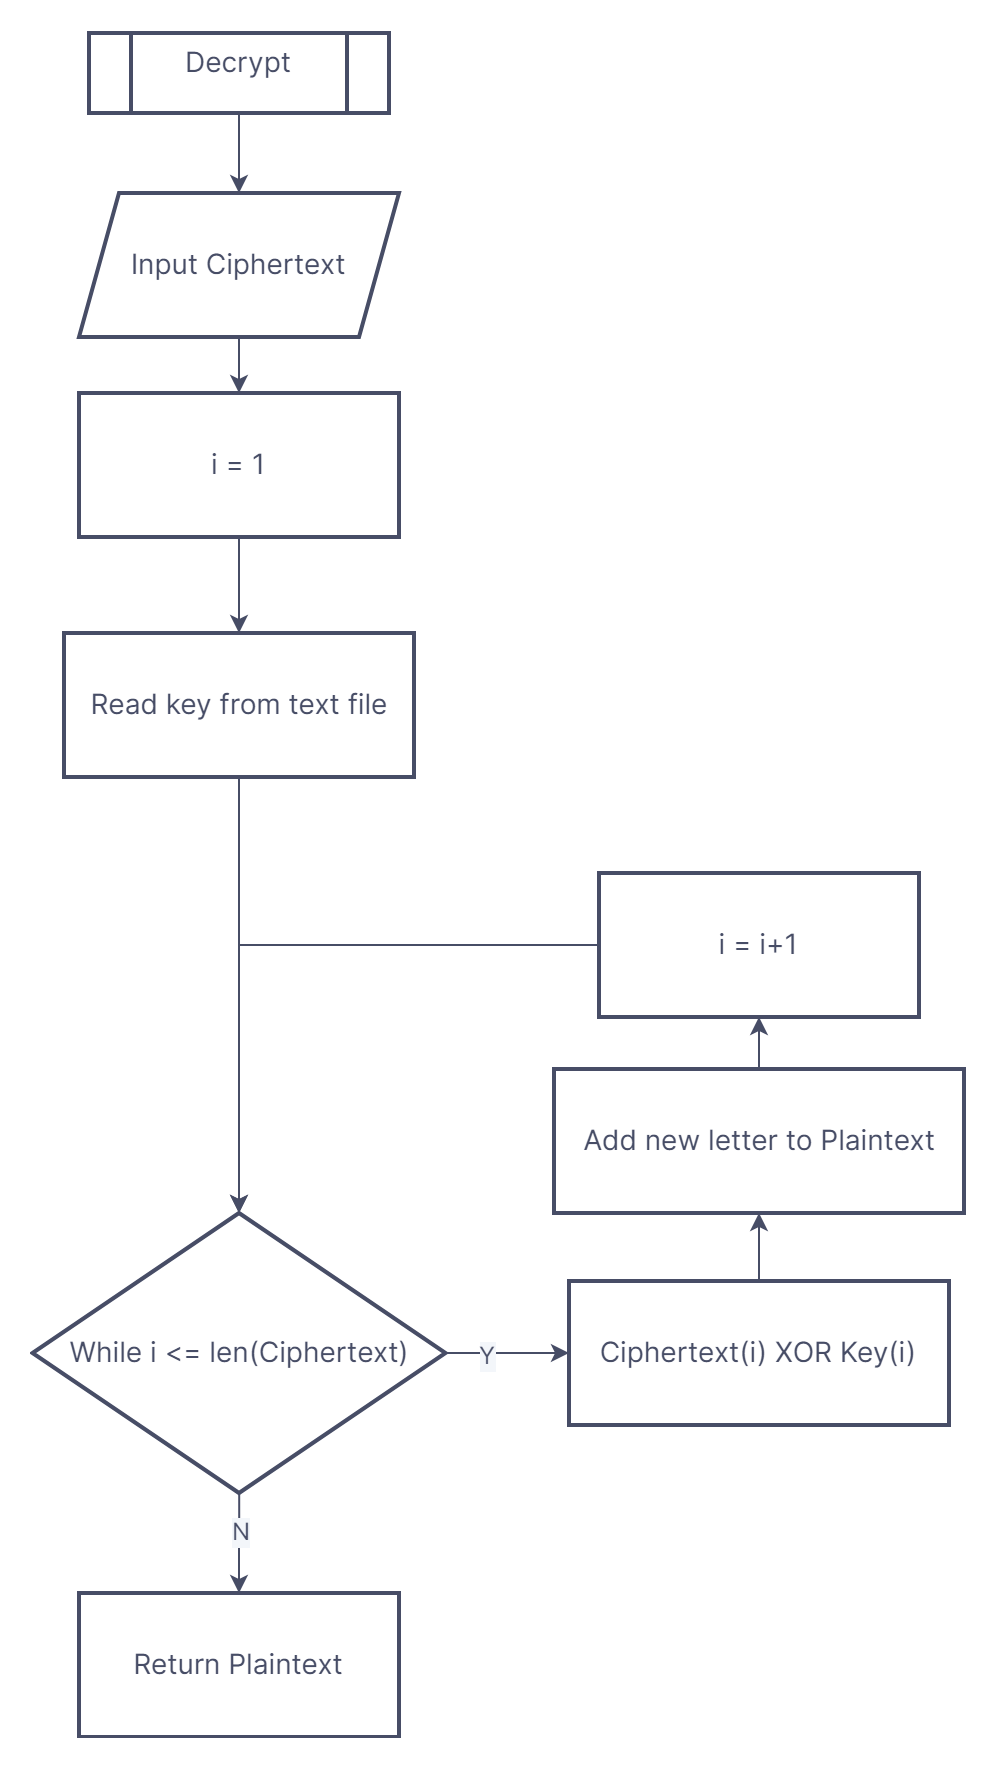 Decrypt
Input Ciphertext
i = 1
Read key from text file
i = i+1
Add new letter to Plaintext
While i <= len(Ciphertext)
Y
Ciphertext(i) XOR Key(i)
N
Return Plaintext